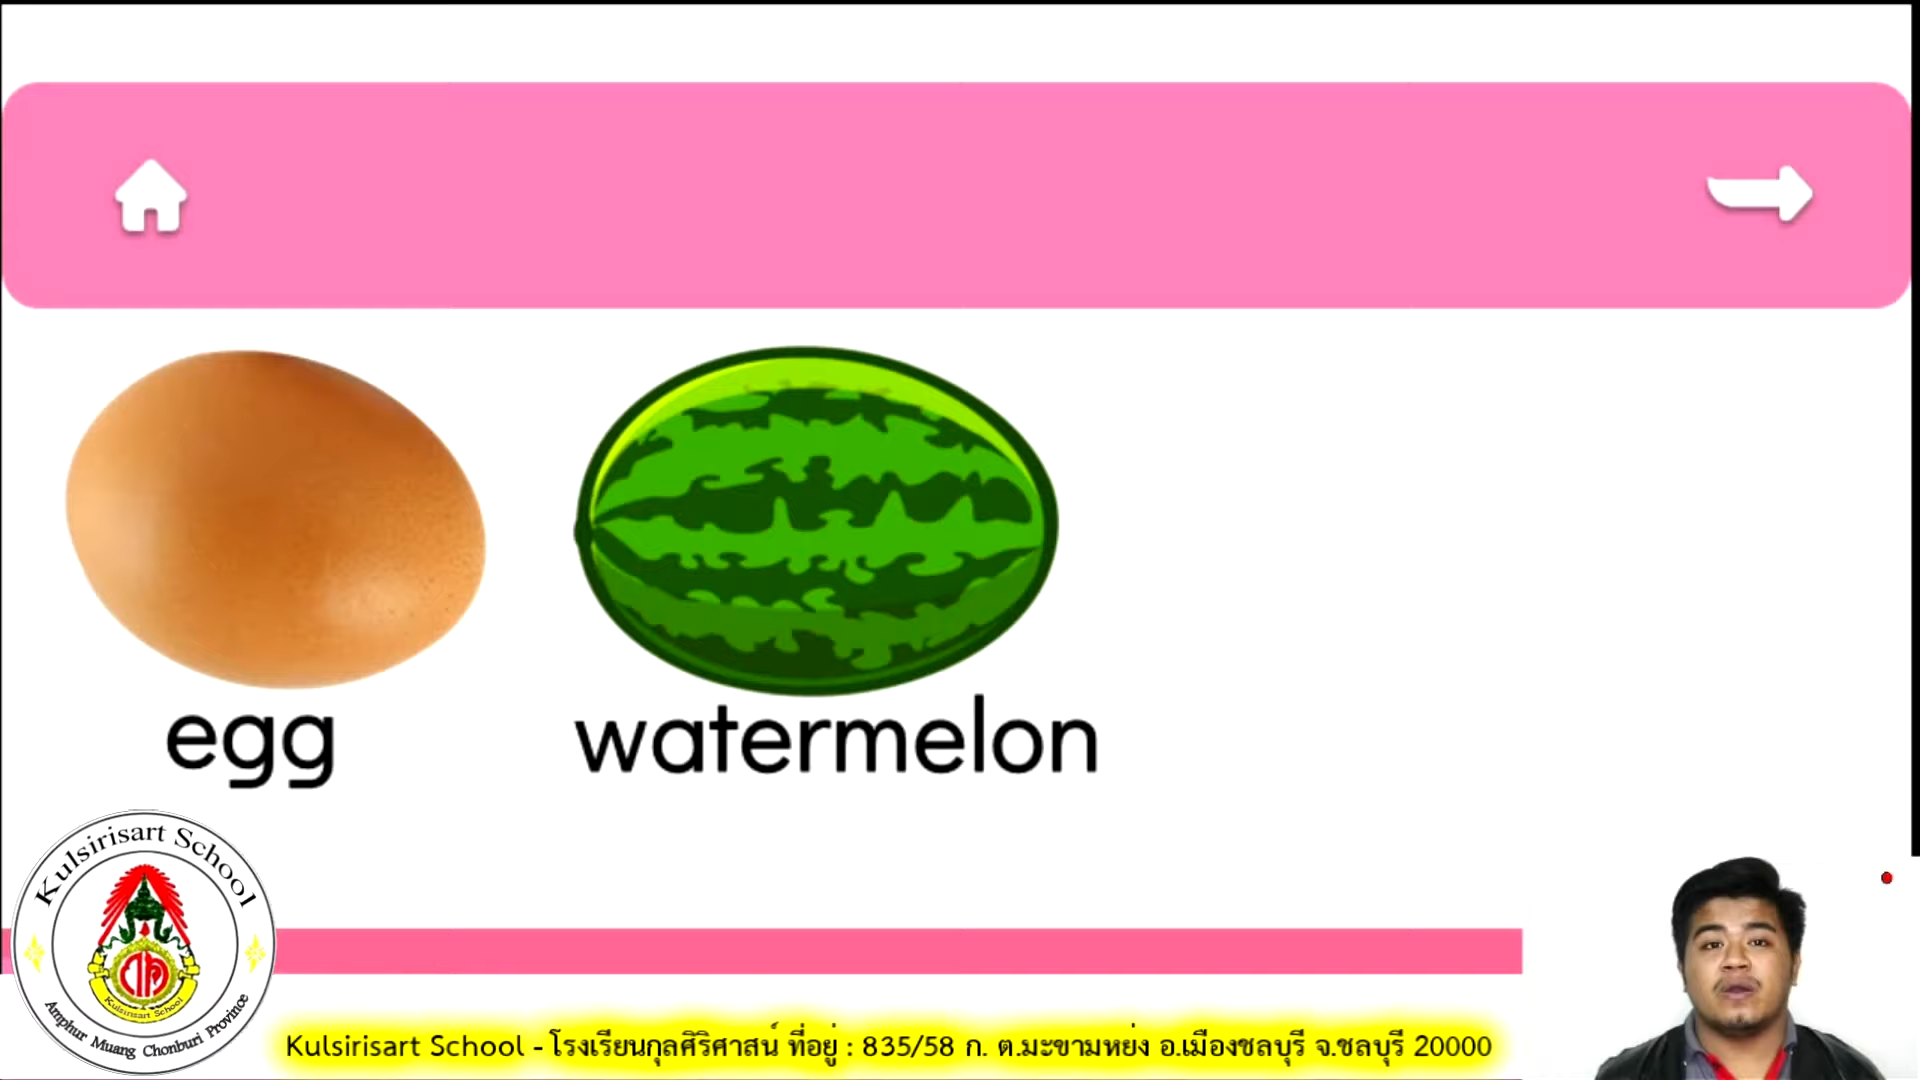 egg
watermelon
Kulsirisart School
กุลศ
Kulsirisart School
Amphur Muang Chonburi Province
Kulsirisart School - โรงเรียนกุลศิริศาสน์ ที่อยู่ : 835/58 ก. ต.มะขามหย่ง อ.เมืองชลบุรี จ.ชลบุรี 20000